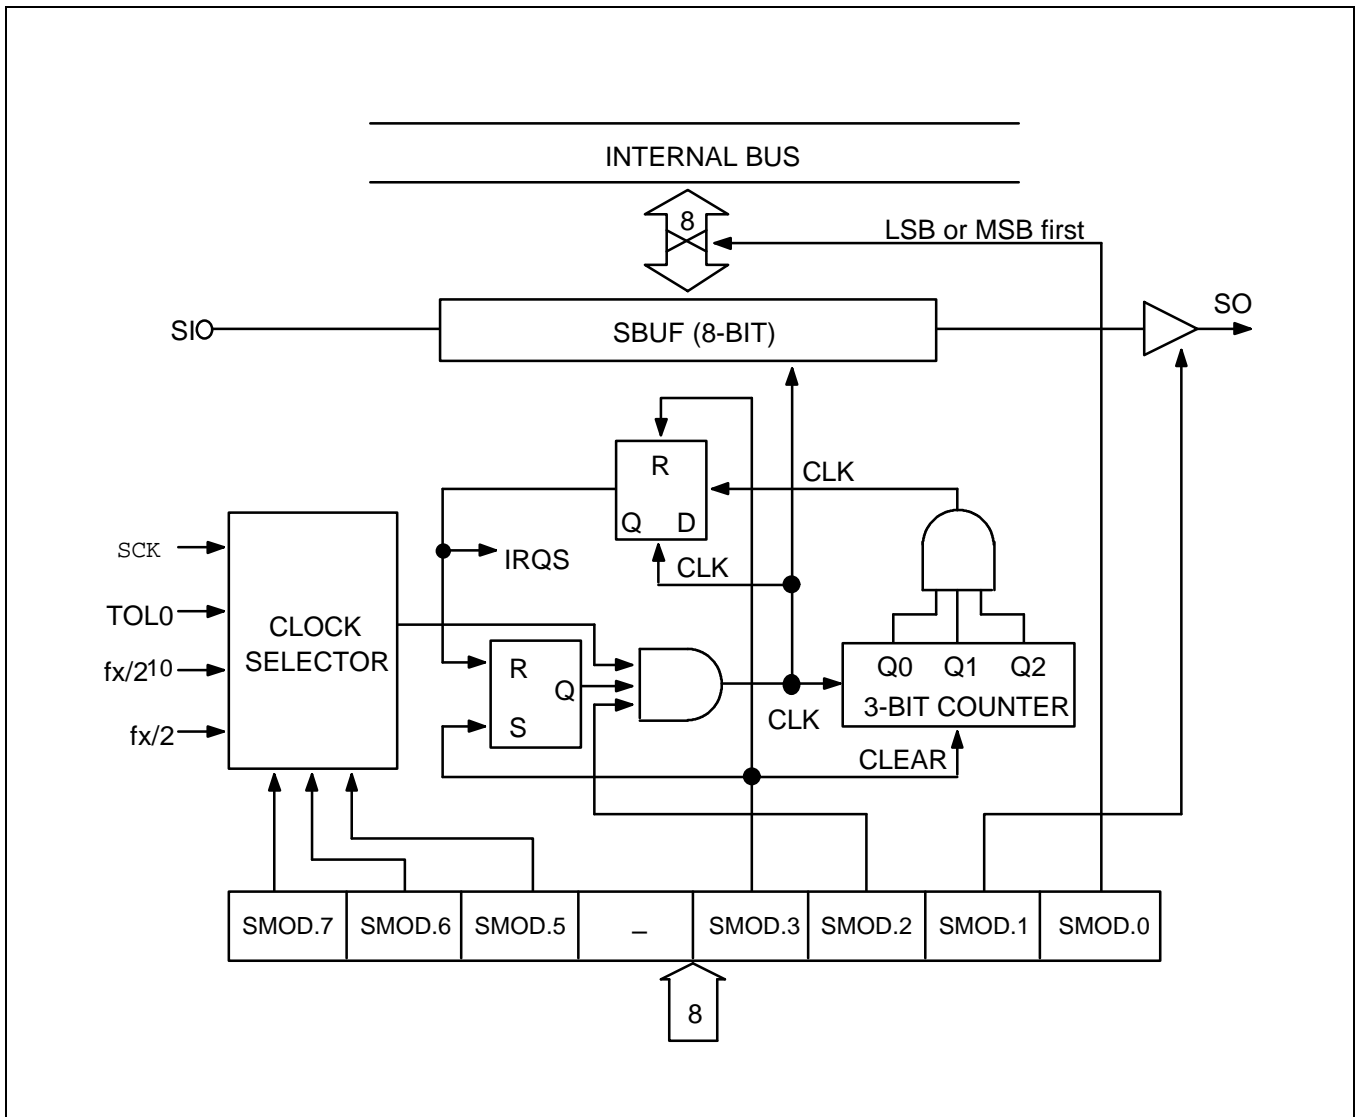 INTERNAL BUS
8
LSB or MSB first
SIO
SBUF (8-BIT)
SO
R
Q D
CLK
CLK
IRQS
SCK
TOL0
fx/2¹⁰
fx/2
CLOCK
SELECTOR
R
Q
S
CLK
Q0 Q1 Q2
3-BIT COUNTER
CLEAR
SMOD.7 SMOD.6 SMOD.5 – SMOD.3 SMOD.2 SMOD.1 SMOD.0
8